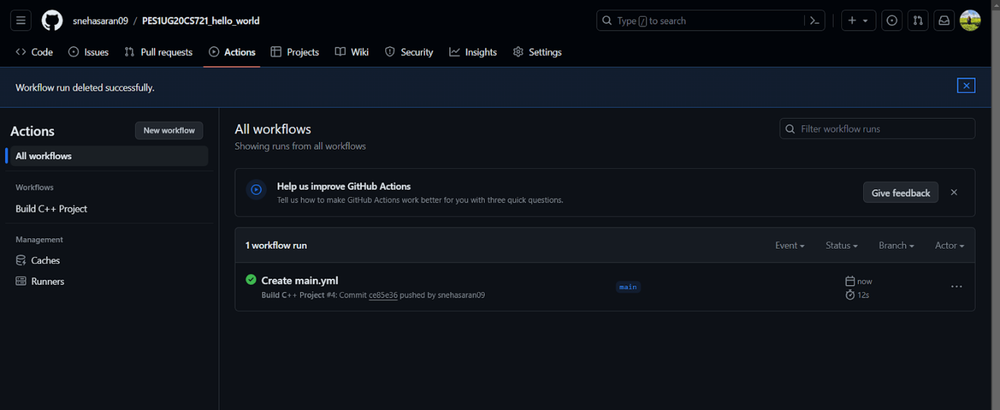 snehasaran09 / PES1UG20CS721_hello_world
Type / to search
Code Issues Pull requests Actions Projects Wiki Security Insights Settings
Workflow run deleted successfully.
Actions
New workflow
All workflows
Workflows
Build C++ Project
Management
Caches
Runners
All workflows
Showing runs from all workflows
Filter workflow runs
Help us improve GitHub Actions
Tell us how to make GitHub Actions work better for you with three quick questions.
Give feedback
1 workflow run
Event Status Branch Actor
Create main.yml
Build C++ Project #4: Commit ce85e36 pushed by snehasaran09
main
now
12s